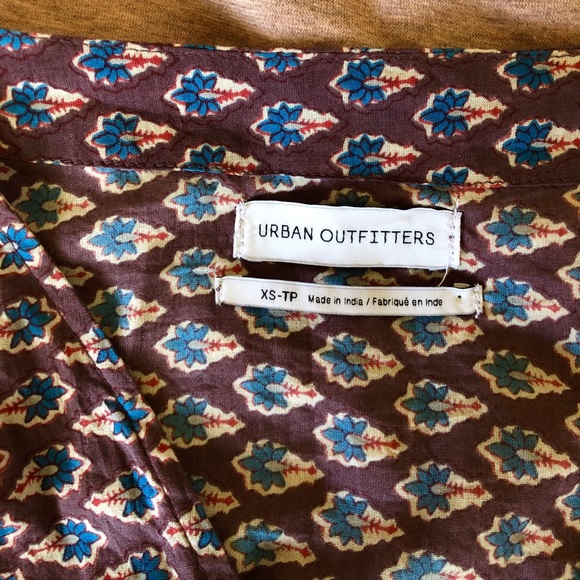 URBAN OUTFITTERS
XS-TP Made in India / Fabriqué en Inde